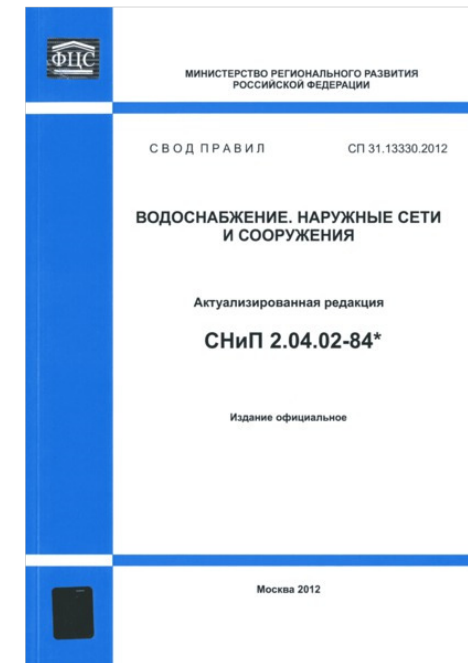 ФЦС
МИНИСТЕРСТВО РЕГИОНАЛЬНОГО РАЗВИТИЯ
РОССИЙСКОЙ ФЕДЕРАЦИИ
СВОД ПРАВИЛ СП 31.13330.2012
ВОДОСНАБЖЕНИЕ. НАРУЖНЫЕ СЕТИ
И СООРУЖЕНИЯ
Актуализированная редакция
СНиП 2.04.02-84*
Издание официальное
Москва 2012